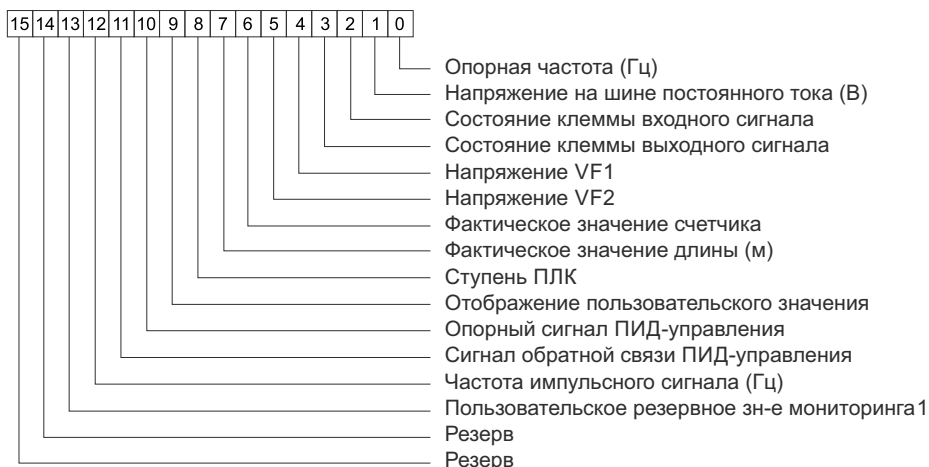 15 14 13 12 11 10 9 8 7 6 5 4 3 2 1 0
Опорная частота (Гц)
Напряжение на шине постоянного тока (В)
Состояние клеммы входного сигнала
Состояние клеммы выходного сигнала
Напряжение VF1
Напряжение VF2
Фактическое значение счетчика
Фактическое значение длины (м)
Ступень ПЛК
Отображение пользовательского значения
Опорный сигнал ПИД-управления
Сигнал обратной связи ПИД-управления
Частота импульсного сигнала (Гц)
Пользовательское резервное зн-е мониторинга1
Резерв
Резерв